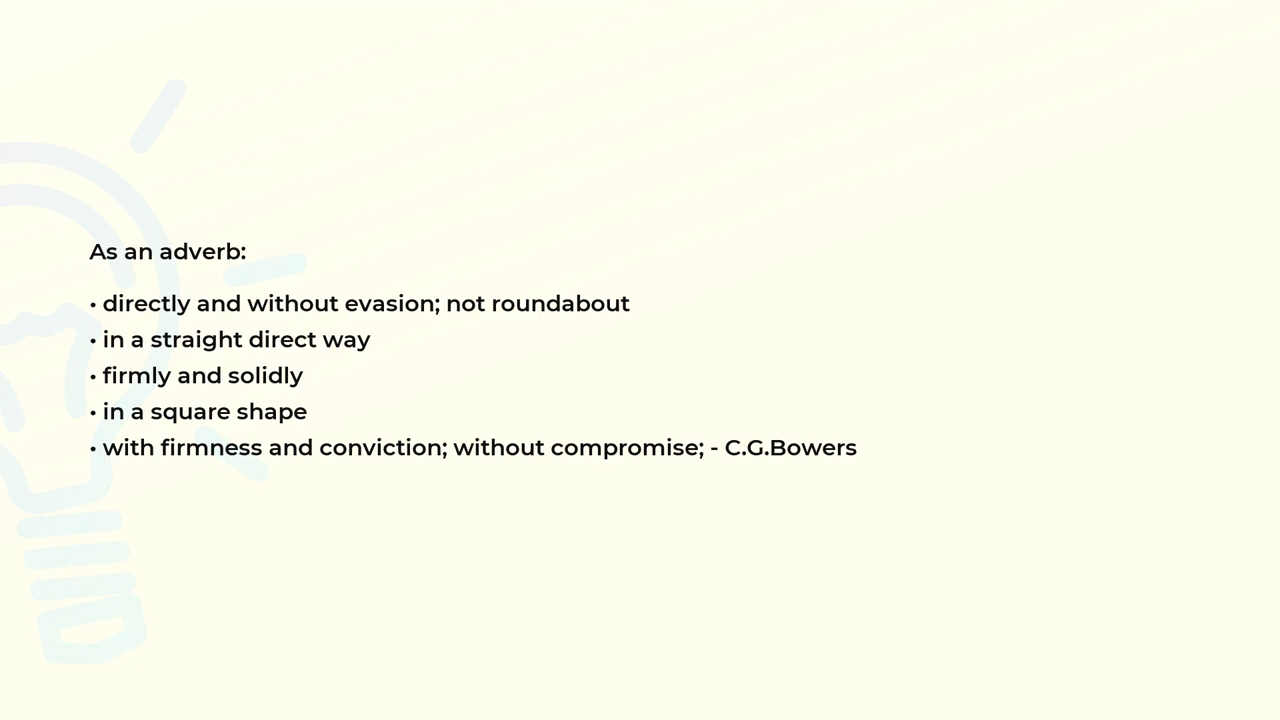 As an adverb:
• directly and without evasion; not roundabout
• in a straight direct way
• firmly and solidly
• in a square shape
• with firmness and conviction; without compromise; - C.G.Bowers